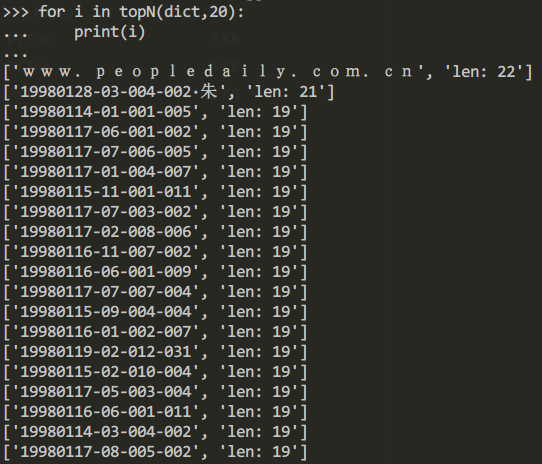 >>> for i in topN(dict,20):
...     print(i)
...
['ｗｗｗ．ｐｅｏｐｌｅｄａｉｌｙ．ｃｏｍ．ｃｎ', 'len: 22']
['19980128-03-004-002·朱', 'len: 21']
['19980114-01-001-005', 'len: 19']
['19980117-06-001-002', 'len: 19']
['19980117-07-006-005', 'len: 19']
['19980117-01-004-007', 'len: 19']
['19980115-11-001-011', 'len: 19']
['19980117-07-003-002', 'len: 19']
['19980117-02-008-006', 'len: 19']
['19980116-11-007-002', 'len: 19']
['19980116-06-001-009', 'len: 19']
['19980117-07-007-004', 'len: 19']
['19980115-09-004-004', 'len: 19']
['19980116-01-002-007', 'len: 19']
['19980119-02-012-031', 'len: 19']
['19980115-02-010-004', 'len: 19']
['19980117-05-003-004', 'len: 19']
['19980116-06-001-011', 'len: 19']
['19980114-03-004-002', 'len: 19']
['19980117-08-005-002', 'len: 19']